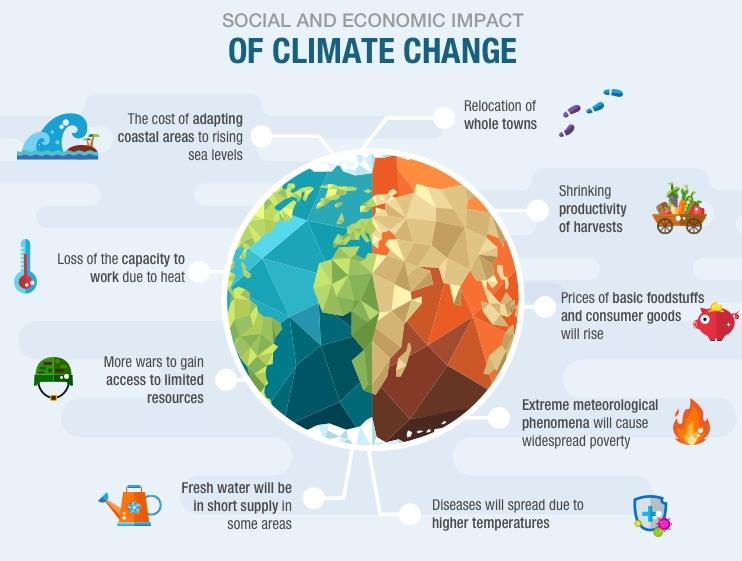 SOCIAL AND ECONOMIC IMPACT
OF CLIMATE CHANGE
The cost of adapting
coastal areas to rising
sea levels
Relocation of
whole towns
Shrinking
productivity
of harvests
Loss of the capacity to
work due to heat
Prices of basic foodstuffs
and consumer goods
will rise
More wars to gain
access to limited
resources
Extreme meteorological
phenomena will cause
widespread poverty
Fresh water will be
in short supply in
some areas
Diseases will spread due to
higher temperatures